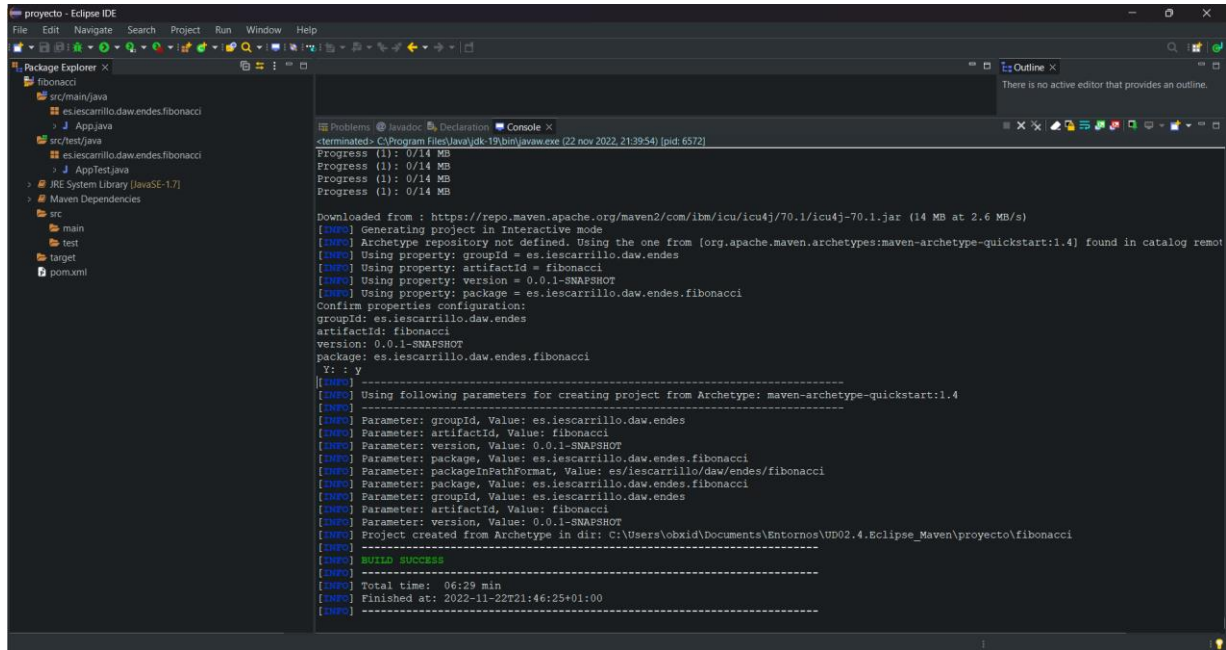 proyecto - Eclipse IDE
File Edit Navigate Search Project Run Window Help
Package Explorer
fibonacci
src/main/java
es.iescarrillo.daw.endes.fibonacci
App.java
src/test/java
es.iescarrillo.daw.endes.fibonacci
AppTest.java
JRE System Library [JavaSE-1.7]
Maven Dependencies
src
main
test
target
pom.xml
Outline
There is no active editor that provides an outline.
Problems Javadoc Declaration Console
<terminated> C:\Program Files\Java\jdk-19\bin\javaw.exe (22 nov 2022, 21:39:54) [pid: 6572]
Progress (1): 0/14 MB
Progress (1): 0/14 MB
Progress (1): 0/14 MB
Progress (1): 0/14 MB
Downloaded from : https://repo.maven.apache.org/maven2/com/ibm/icu/icu4j/70.1/icu4j-70.1.jar (14 MB at 2.6 MB/s)
[INFO] Generating project in Interactive mode
[INFO] Archetype repository not defined. Using the one from [org.apache.maven.archetypes:maven-archetype-quickstart:1.4] found in catalog remot
[INFO] Using property: groupId = es.iescarrillo.daw.endes
[INFO] Using property: artifactId = fibonacci
[INFO] Using property: version = 0.0.1-SNAPSHOT
[INFO] Using property: package = es.iescarrillo.daw.endes.fibonacci
Confirm properties configuration:
groupId: es.iescarrillo.daw.endes
artifactId: fibonacci
version: 0.0.1-SNAPSHOT
package: es.iescarrillo.daw.endes.fibonacci
Y: : y
[INFO] ----------------------------------------------------------------------------
[INFO] Using following parameters for creating project from Archetype: maven-archetype-quickstart:1.4
[INFO] ----------------------------------------------------------------------------
[INFO] Parameter: groupId, Value: es.iescarrillo.daw.endes
[INFO] Parameter: artifactId, Value: fibonacci
[INFO] Parameter: version, Value: 0.0.1-SNAPSHOT
[INFO] Parameter: package, Value: es.iescarrillo.daw.endes.fibonacci
[INFO] Parameter: packageInPathFormat, Value: es/iescarrillo/daw/endes/fibonacci
[INFO] Parameter: package, Value: es.iescarrillo.daw.endes.fibonacci
[INFO] Parameter: groupId, Value: es.iescarrillo.daw.endes
[INFO] Parameter: artifactId, Value: fibonacci
[INFO] Parameter: version, Value: 0.0.1-SNAPSHOT
[INFO] Project created from Archetype in dir: C:\Users\obxid\Documents\Entornos\UD02.4.Eclipse_Maven\proyecto\fibonacci
[INFO] ------------------------------------------------------------------------
[INFO] BUILD SUCCESS
[INFO] ------------------------------------------------------------------------
[INFO] Total time:  06:29 min
[INFO] Finished at: 2022-11-22T21:46:25+01:00
[INFO] ------------------------------------------------------------------------